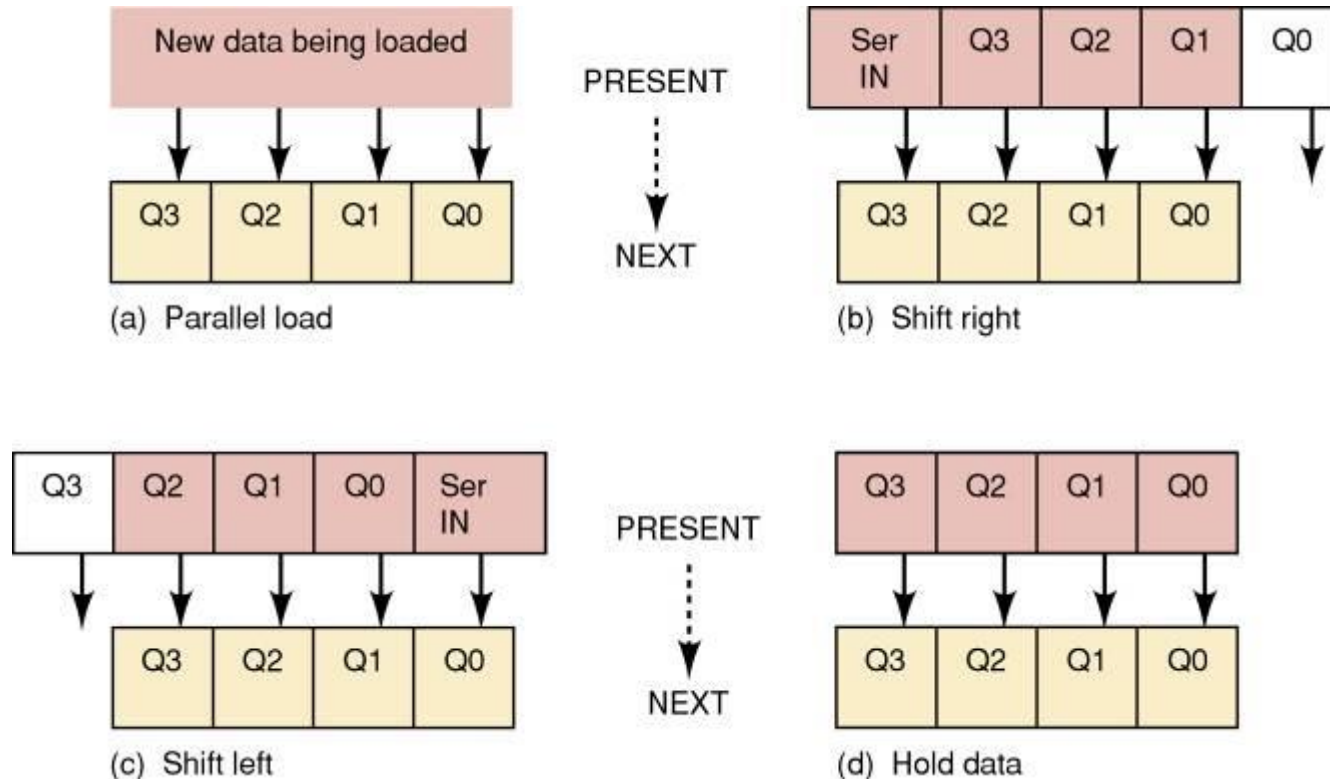 New data being loaded
Q3 Q2 Q1 Q0
(a) Parallel load
PRESENT
NEXT
Ser IN Q3 Q2 Q1 Q0
Q3 Q2 Q1 Q0
(b) Shift right
Q3 Q2 Q1 Q0 Ser IN
Q3 Q2 Q1 Q0
(c) Shift left
PRESENT
NEXT
Q3 Q2 Q1 Q0
Q3 Q2 Q1 Q0
(d) Hold data